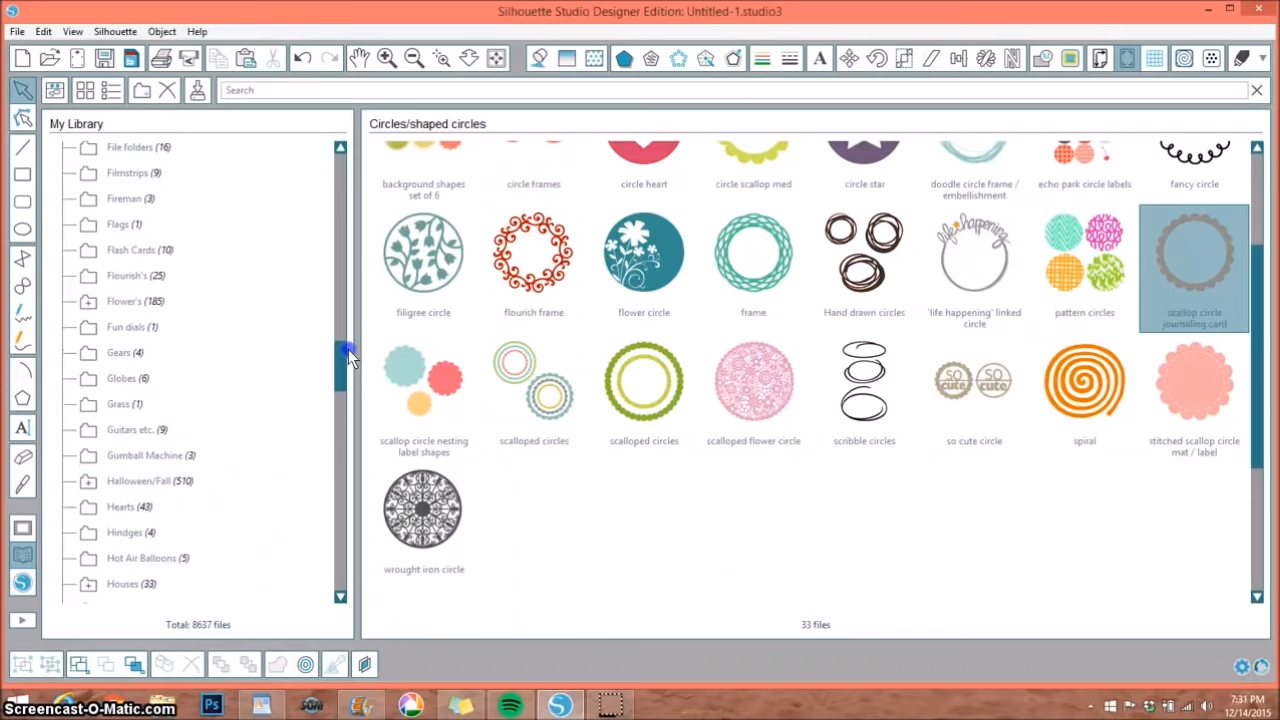 Silhouette Studio Designer Edition: Untitled-1.studio3
File Edit View Silhouette Object Help
Search
My Library
File folders (16)
Filmstrips (9)
Fireman (3)
Flags (1)
Flash Cards (10)
Flourish's (25)
Flower's (185)
Fun dials (1)
Gears (4)
Globes (6)
Grass (1)
Guitars etc. (9)
Gumball Machine (3)
Halloween/Fall (510)
Hearts (43)
Hindges (4)
Hot Air Balloons (5)
Houses (33)
Total: 8637 files
Circles/shaped circles
background shapes set of 6
circle frames
circle heart
circle scallop med
circle star
doodle circle frame / embellishment
echo park circle labels
fancy circle
life happening
filigree circle
flourish frame
flower circle
frame
Hand drawn circles
'life happening' linked circle
pattern circles
scallop circle journaling card
SO cute SO cute
scallop circle nesting label shapes
scalloped circles
scalloped circles
scalloped flower circle
scribble circles
so cute circle
spiral
stitched scallop circle mat / label
wrought iron circle
33 files
Ps
7:31 PM
12/14/2015
Screencast-O-Matic.com